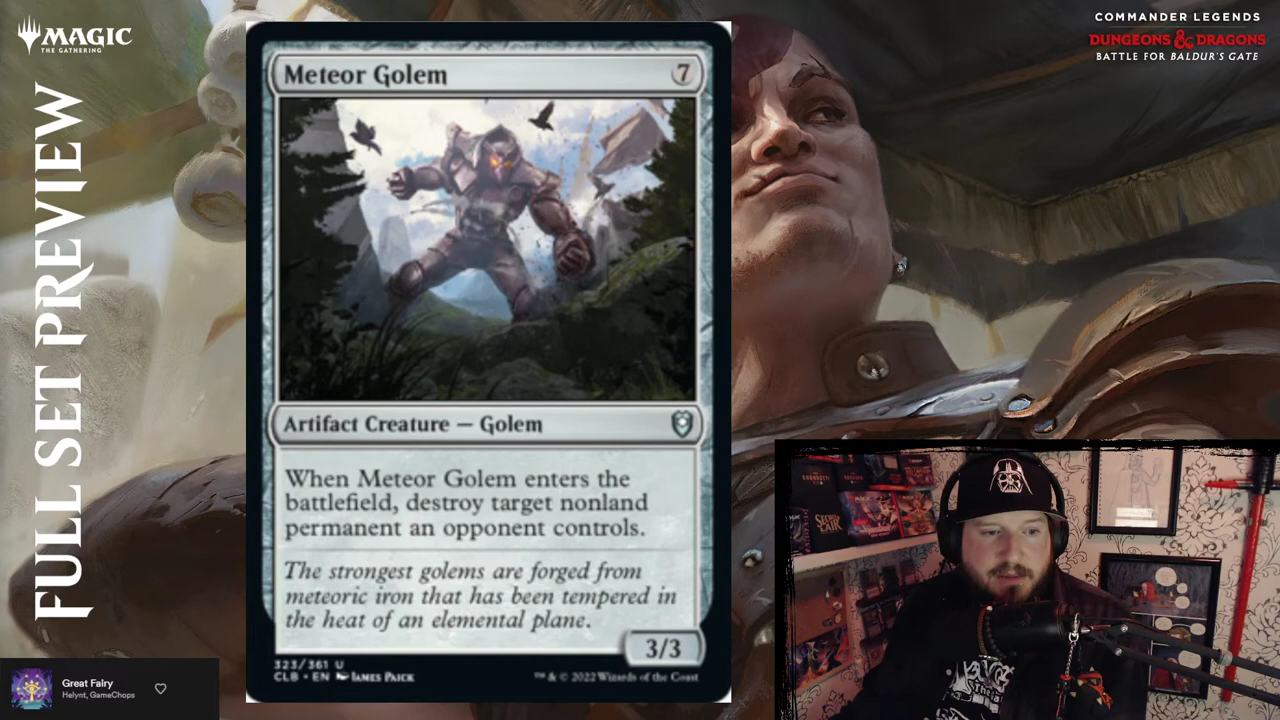 MAGIC
THE GATHERING
FULL SET PREVIEW
COMMANDER LEGENDS
DUNGEONS & DRAGONS
BATTLE FOR BALDUR'S GATE
Meteor Golem
7
Artifact Creature — Golem
When Meteor Golem enters the
battlefield, destroy target nonland
permanent an opponent controls.
The strongest golems are forged from
meteoric iron that has been tempered in
the heat of an elemental plane.
3/3
323/361 U
CLB • EN JAMES PAICK
™ & © 2022 Wizards of the Coast
Great Fairy
Helynt, GameChops
SECRET
LAIR